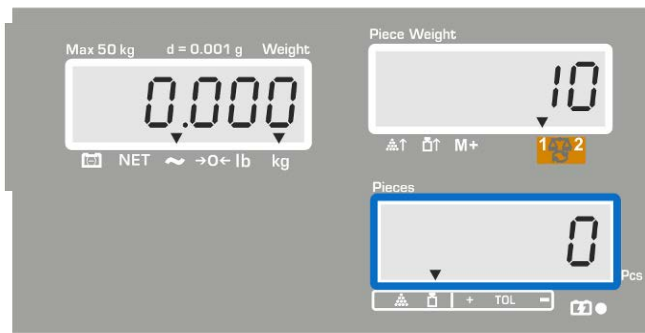 Max 50 kg d = 0.001 g Weight
0.000
NET →0← lb kg
Piece Weight
10
M+ 1 2
Pieces
0
Pcs
+ TOL -